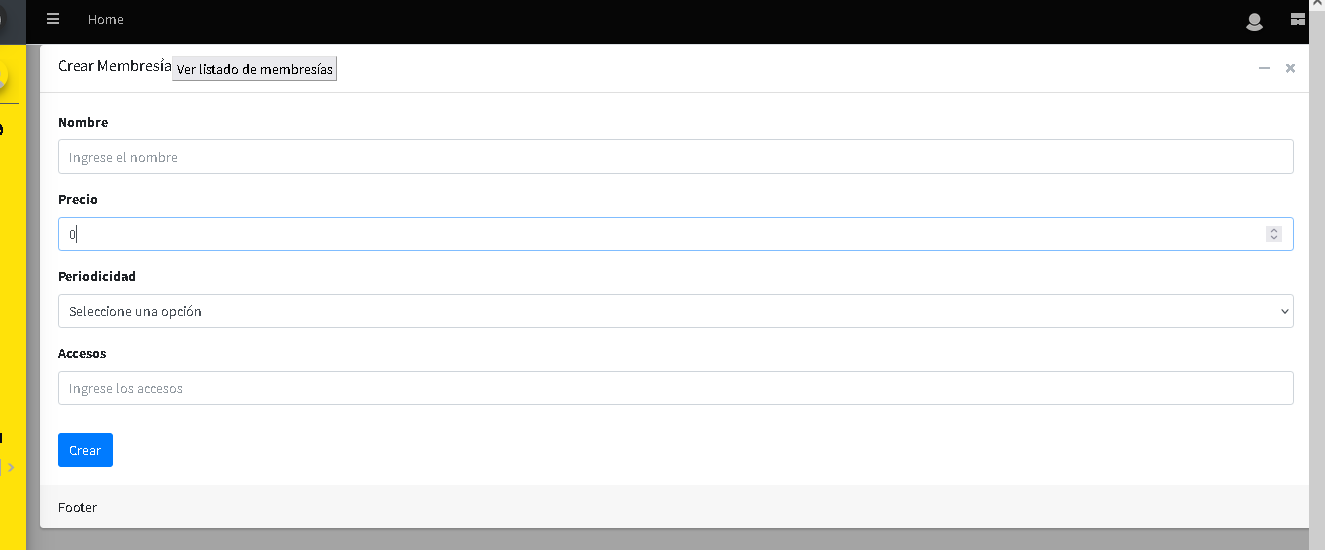 Home
Crear Membresía Ver listado de membresías
Nombre
Ingrese el nombre
Precio
0
Periodicidad
Seleccione una opción
Accesos
Ingrese los accesos
Crear
Footer